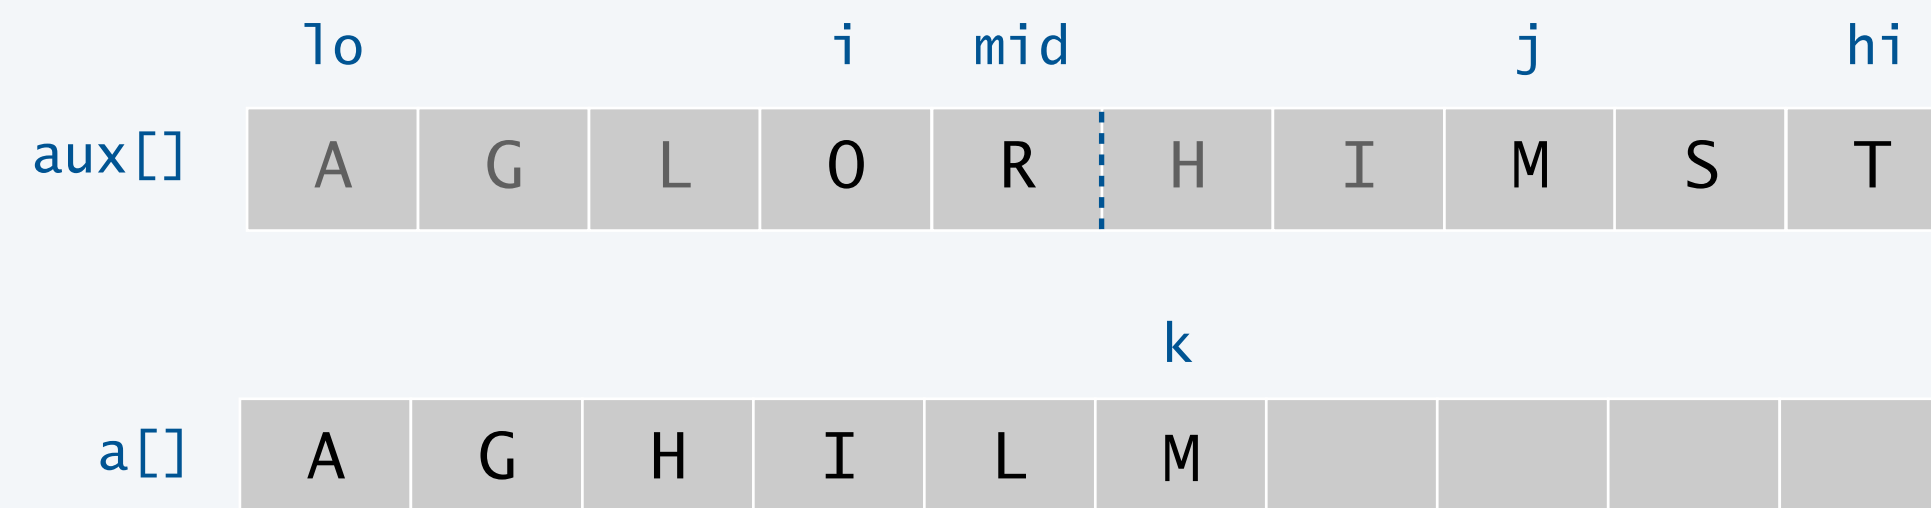 lo i mid j hi
aux[] A G L O R H I M S T
k
a[] A G H I L M